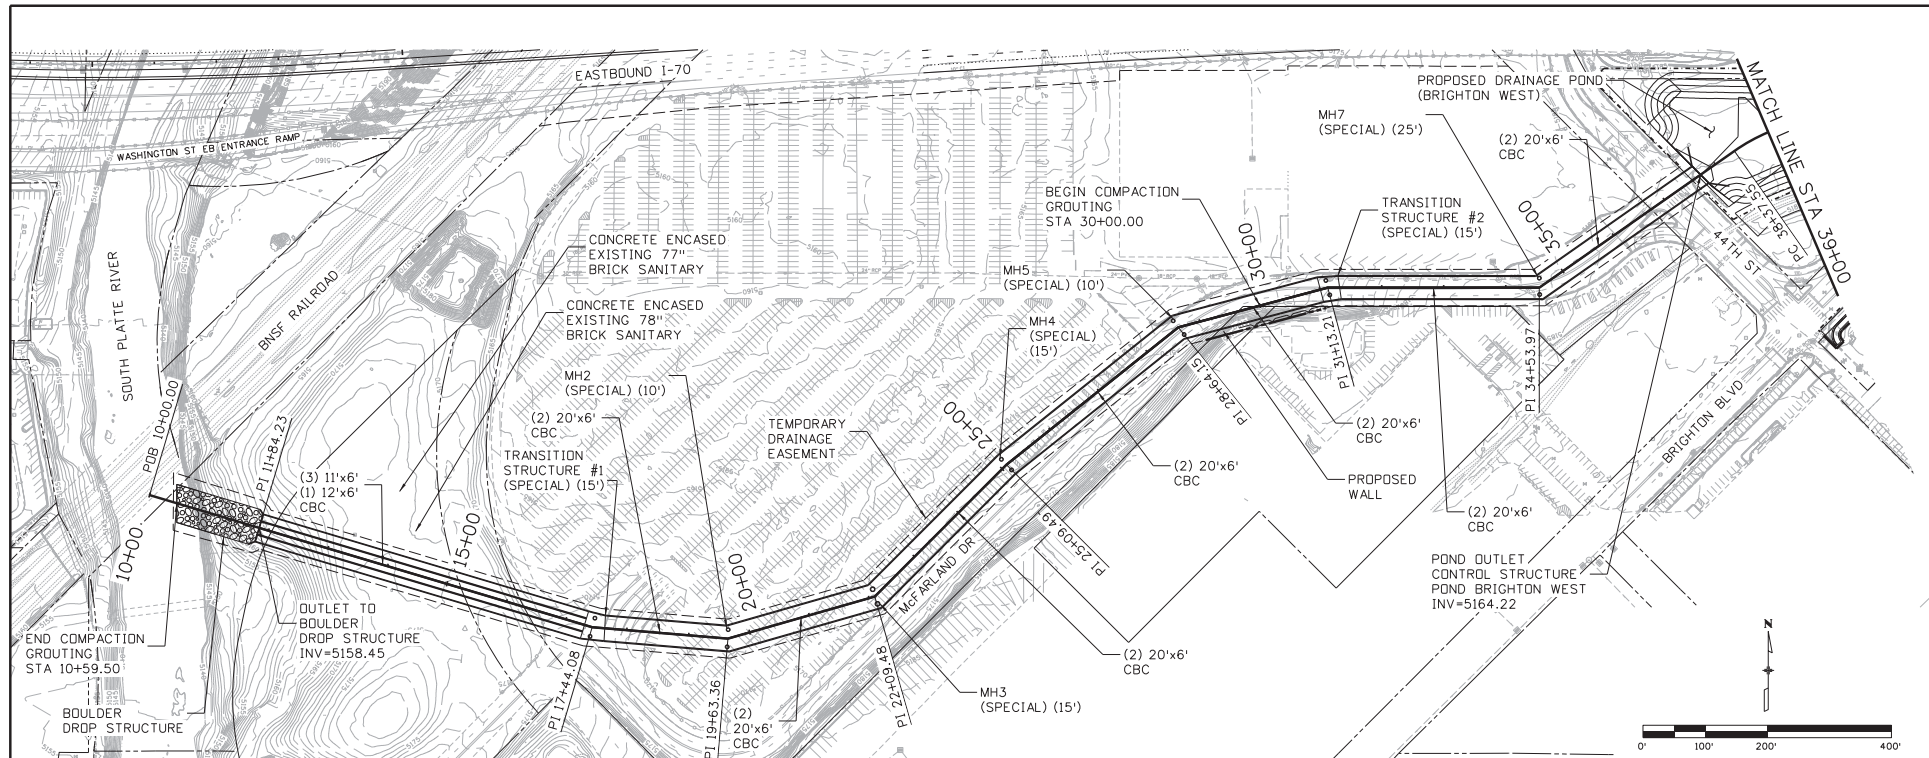 EASTBOUND I-70
WASHINGTON ST EB ENTRANCE RAMP
SOUTH PLATTE RIVER
BNSF RAILROAD
POB 10+00.00
10+00
PI 11+84.23
END COMPACTION
GROUTING
STA 10+59.50
BOULDER
DROP STRUCTURE
OUTLET TO
BOULDER
DROP STRUCTURE
INV=5158.45
(3) 11'x6'
(1) 12'x6'
CBC
15+00
CONCRETE ENCASED
EXISTING 77"
BRICK SANITARY
CONCRETE ENCASED
EXISTING 78"
BRICK SANITARY
MH2
(SPECIAL) (10')
(2) 20'x6'
CBC
TRANSITION
STRUCTURE #1
(SPECIAL) (15')
PI 17+44.08
PI 19+63.36
20+00
(2)
20'x6'
CBC
PI 22+09.48
MH3
(SPECIAL) (15')
McFARLAND DR
TEMPORARY
DRAINAGE
EASEMENT
25+00
PI 25+09.49
(2) 20'x6'
CBC
MH4
(SPECIAL)
(15')
MH5
(SPECIAL) (10')
(2) 20'x6'
CBC
BEGIN COMPACTION
GROUTING
STA 30+00.00
PI 28+64.15
30+00
PI 31+13.21
PROPOSED
WALL
(2) 20'x6'
CBC
TRANSITION
STRUCTURE #2
(SPECIAL) (15')
MH7
(SPECIAL) (25')
(2) 20'x6'
CBC
PI 34+53.97
35+00
(2) 20'x6'
CBC
PROPOSED DRAINAGE POND
(BRIGHTON WEST)
MATCH LINE STA 39+00
PC 38+37.55
44TH ST
BRIGHTON BLVD
POND OUTLET
CONTROL STRUCTURE
POND BRIGHTON WEST
INV=5164.22
N
0' 100' 200' 400'